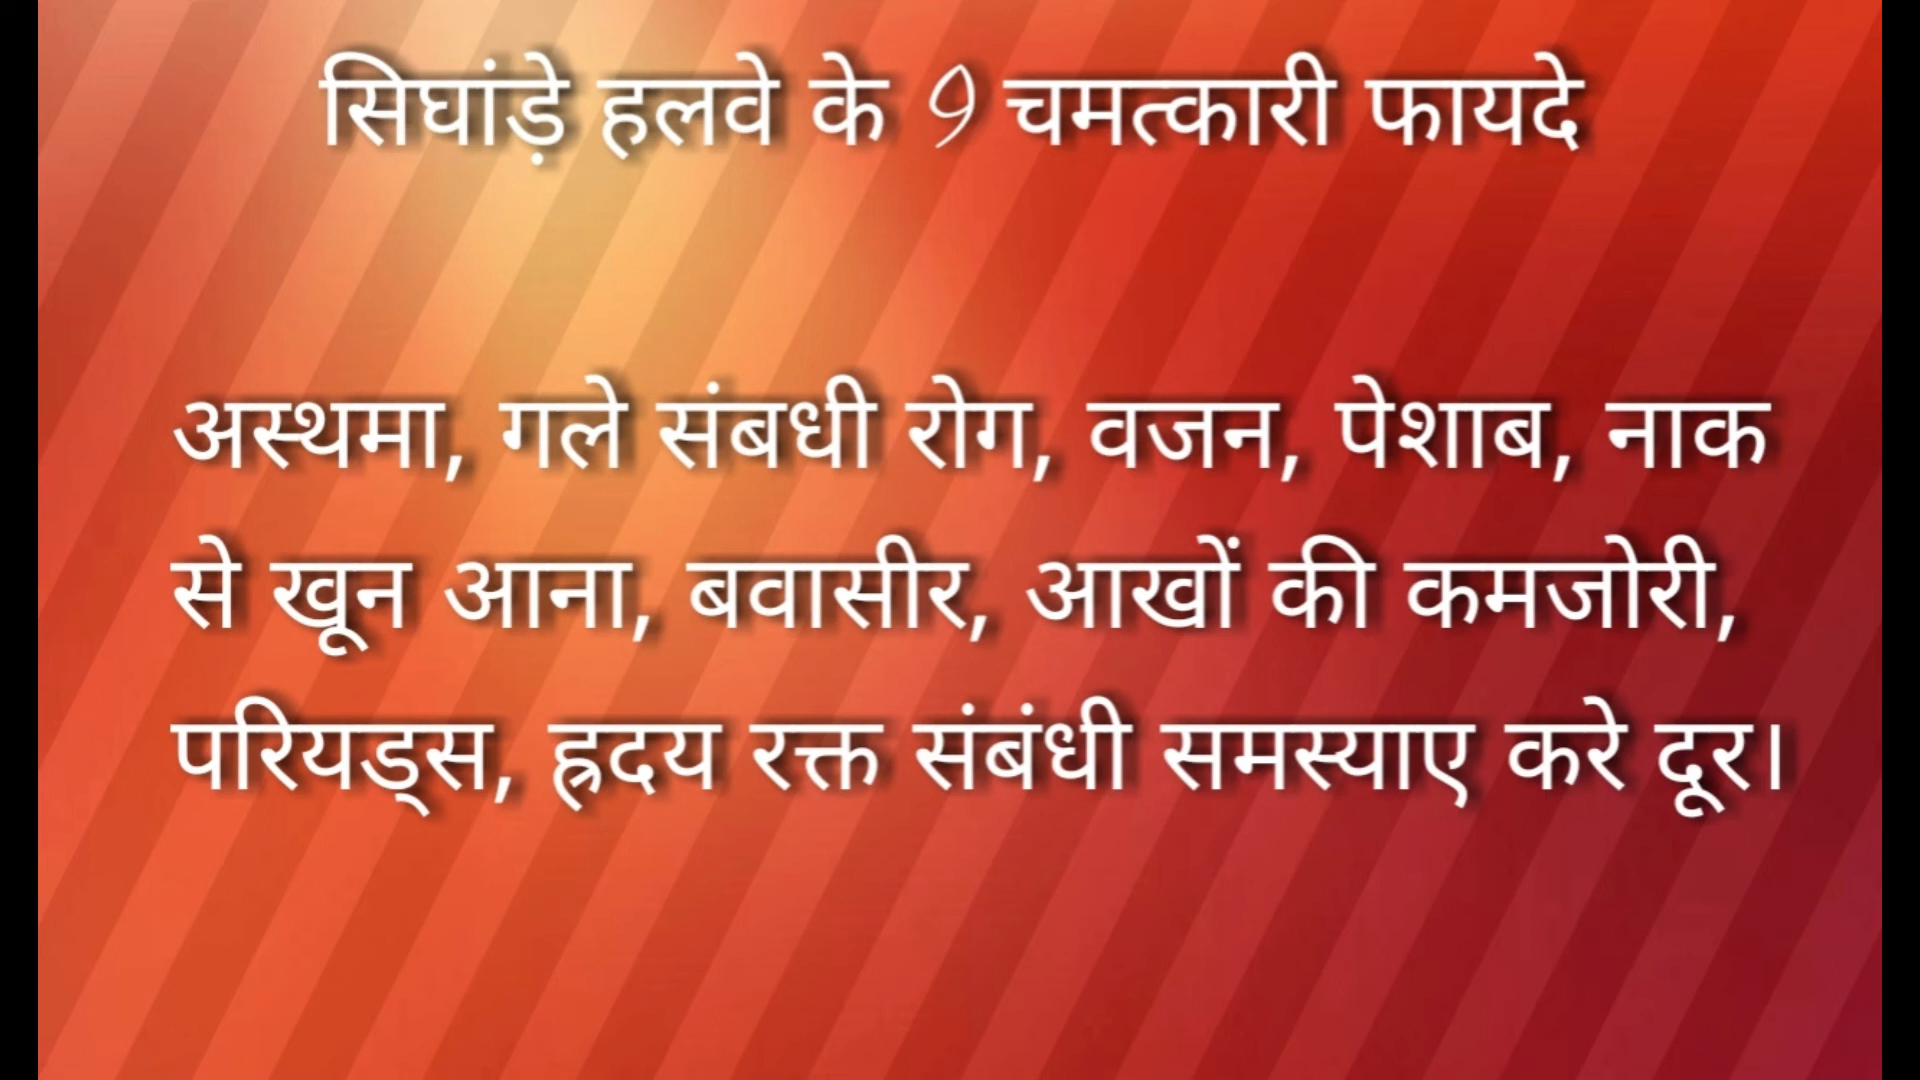 सिघांड़े हलवे के 9 चमत्कारी फायदे
अस्थमा, गले संबधी रोग, वजन, पेशाब, नाक
से खून आना, बवासीर, आखों की कमजोरी,
परियड्स, ह्रदय रक्त संबंधी समस्याए करे दूर।